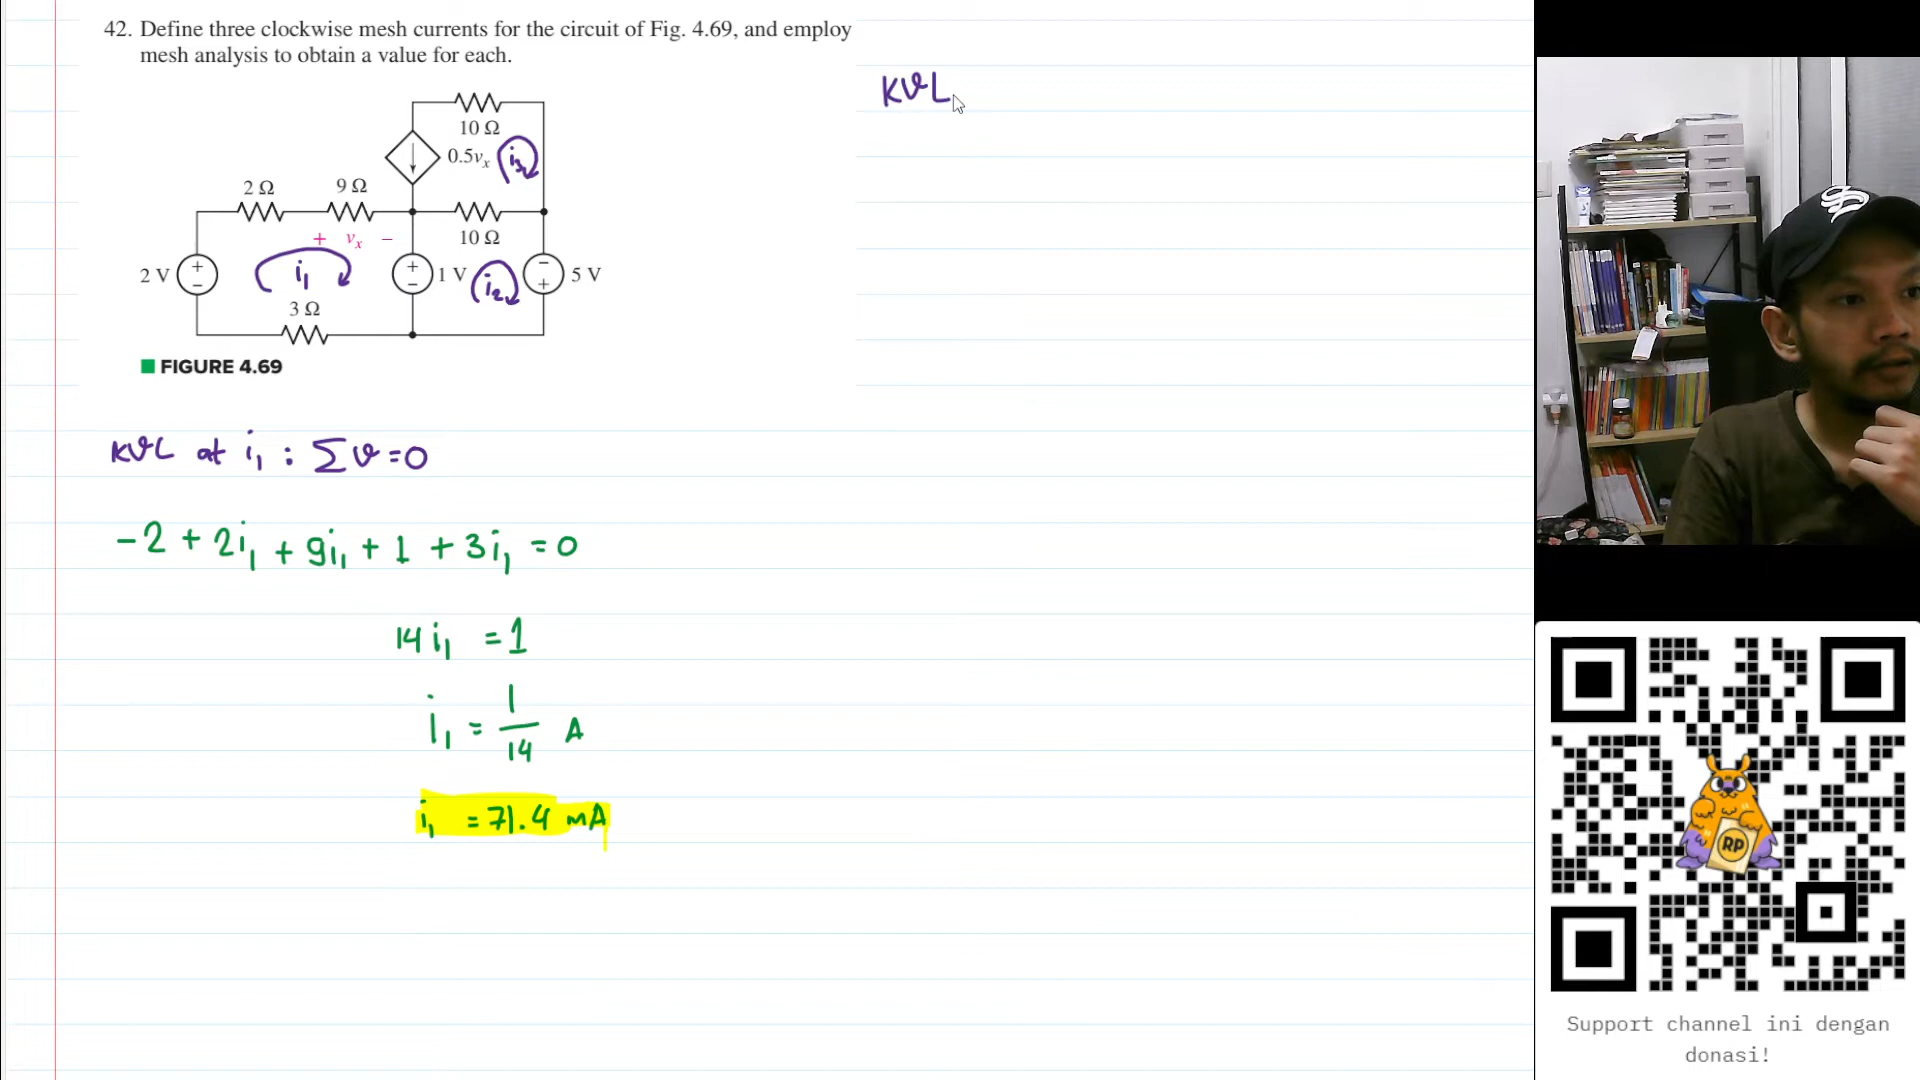 42. Define three clockwise mesh currents for the circuit of Fig. 4.69, and employ
mesh analysis to obtain a value for each.
KVL
10 Ω
0.5vₓ
i₃
2 Ω
9 Ω
+ vₓ −
10 Ω
2 V
+
−
i₁
+
−
1 V
i₂
−
+
5 V
3 Ω
FIGURE 4.69
KVL at i₁ : Σv=0
-2 + 2i₁ + 9i₁ + 1 + 3i₁ = 0
14 i₁ = 1
i₁ = 1/14 A
i₁ = 71.4 mA
RP
Support channel ini dengan
donasi!